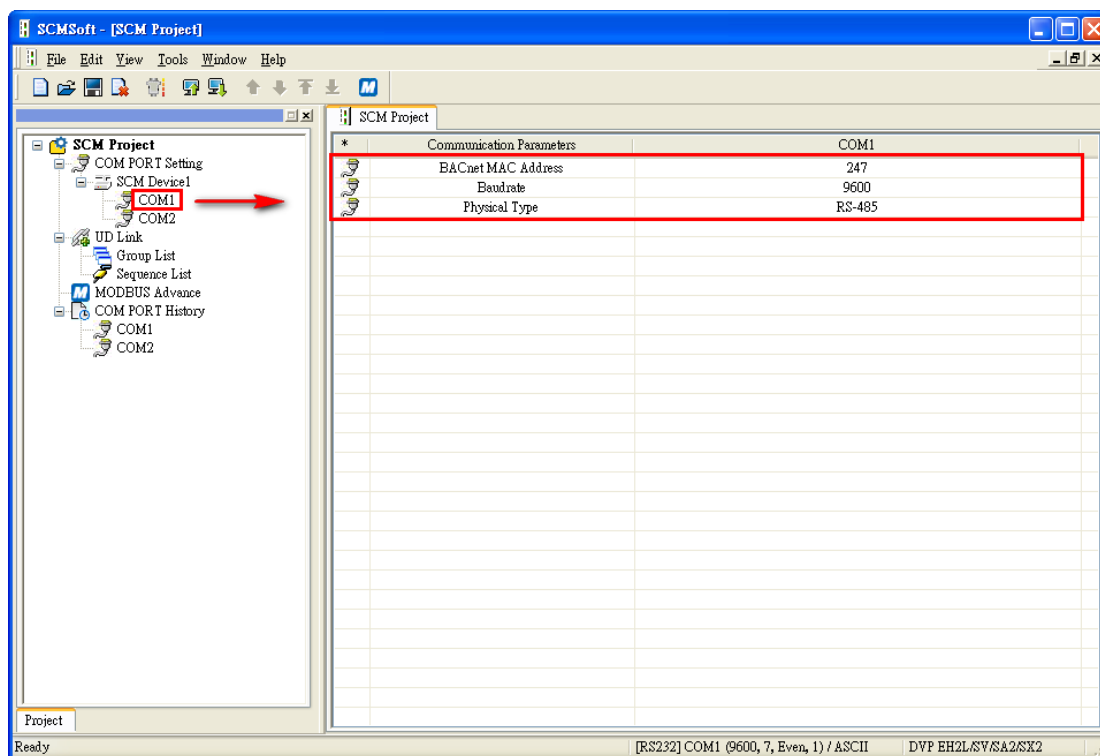 SCMSoft - [SCM Project]
File Edit View Tools Window Help
SCM Project
COM PORT Setting
SCM Device1
COM1
COM2
UD Link
Group List
Sequence List
MODBUS Advance
COM PORT History
COM1
COM2
Project
SCM Project
* Communication Parameters COM1
BACnet MAC Address 247
Baudrate 9600
Physical Type RS-485
Ready [RS232] COM1 (9600, 7, Even, 1) / ASCII DVP EH2L/SV/SA2/SX2